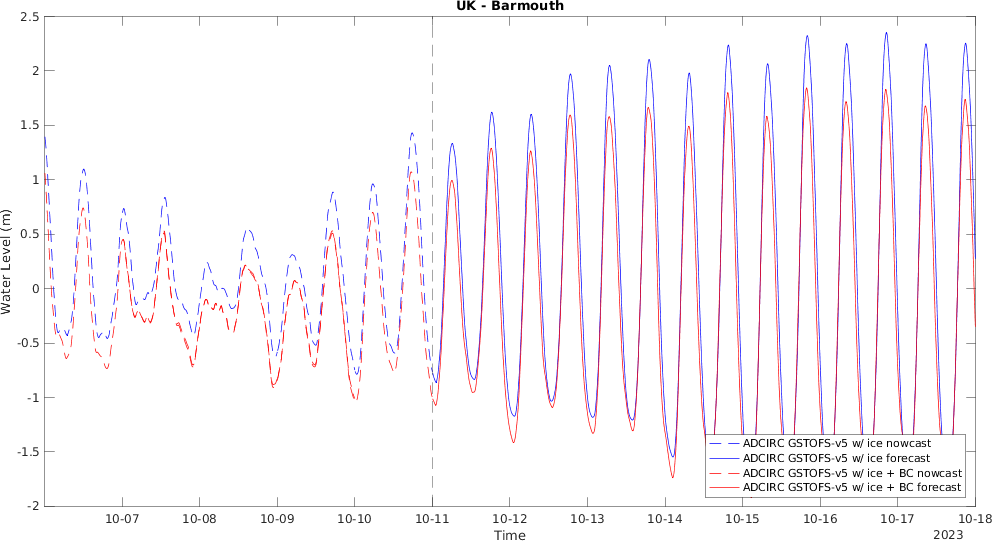 UK - Barmouth
2.5
2
1.5
1
0.5
0
-0.5
-1
-1.5
-2
Water Level (m)
ADCIRC GSTOFS-v5 w/ ice nowcast
ADCIRC GSTOFS-v5 w/ ice forecast
ADCIRC GSTOFS-v5 w/ ice + BC nowcast
ADCIRC GSTOFS-v5 w/ ice + BC forecast
10-07 10-08 10-09 10-10 10-11 10-12 10-13 10-14 10-15 10-16 10-17 10-18
Time
2023